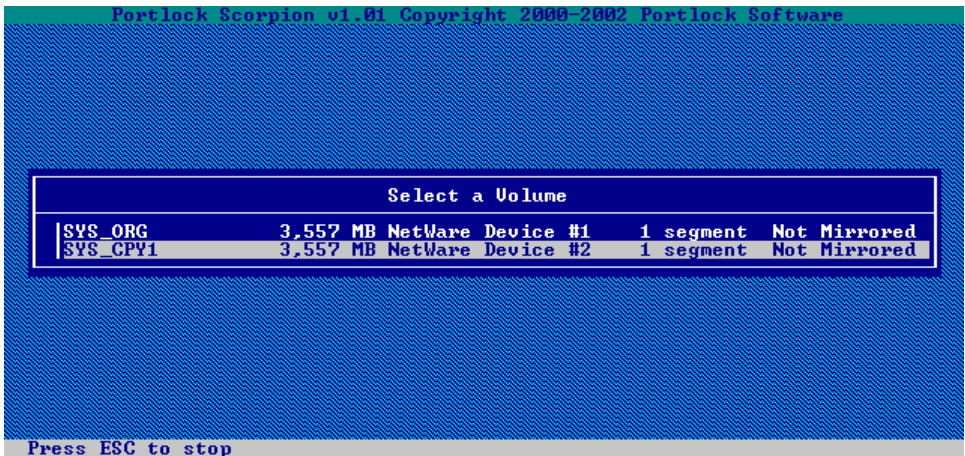 Portlock Scorpion v1.01 Copyright 2000-2002 Portlock Software
Select a Volume
SYS_ORG 3,557 MB NetWare Device #1 1 segment Not Mirrored
SYS_CPY1 3,557 MB NetWare Device #2 1 segment Not Mirrored
Press ESC to stop